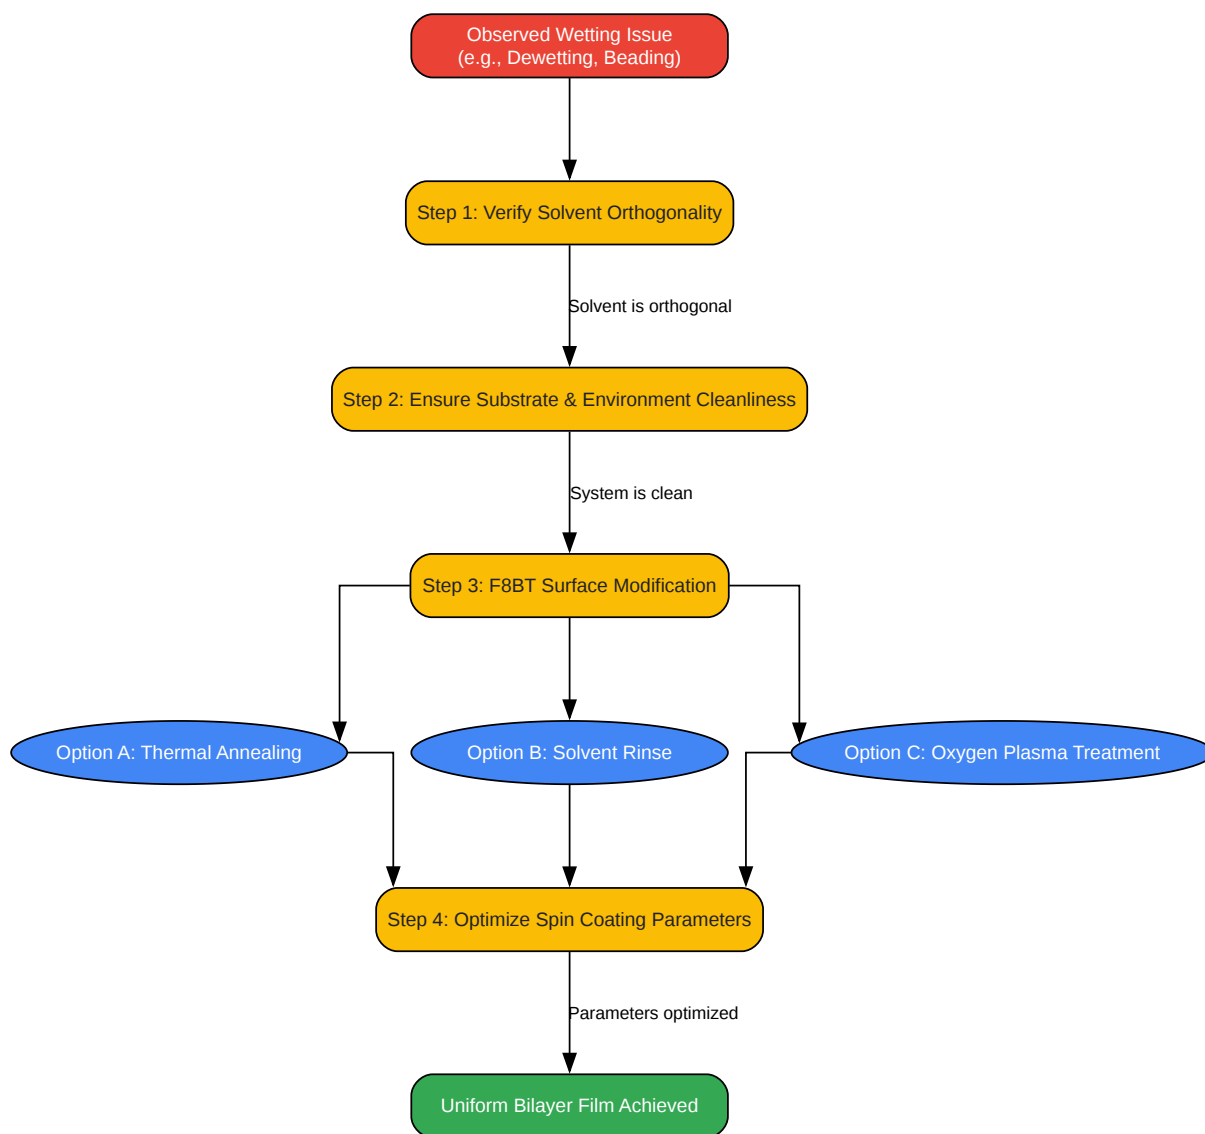 Observed Wetting Issue
(e.g., Dewetting, Beading)
Step 1: Verify Solvent Orthogonality
Solvent is orthogonal
Step 2: Ensure Substrate & Environment Cleanliness
System is clean
Step 3: F8BT Surface Modification
Option A: Thermal Annealing
Option B: Solvent Rinse
Option C: Oxygen Plasma Treatment
Step 4: Optimize Spin Coating Parameters
Parameters optimized
Uniform Bilayer Film Achieved